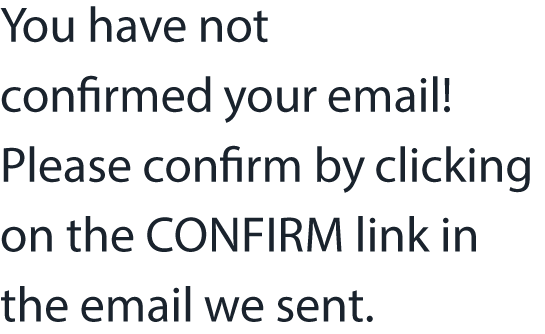 You have not
confirmed your email!
Please confirm by clicking
on the CONFIRM link in
the email we sent.